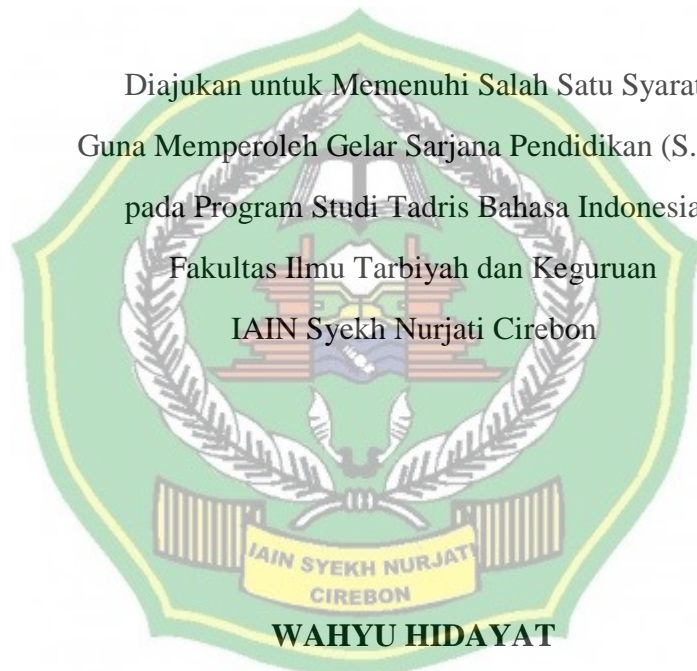 Diajukan untuk Memenuhi Salah Satu Syarat
Guna Memperoleh Gelar Sarjana Pendidikan (S.
pada Program Studi Tadris Bahasa Indonesia
Fakultas Ilmu Tarbiyah dan Keguruan
IAIN Syekh Nurjati Cirebon
IAIN SYEKH NURJATI
CIREBON
WAHYU HIDAYAT